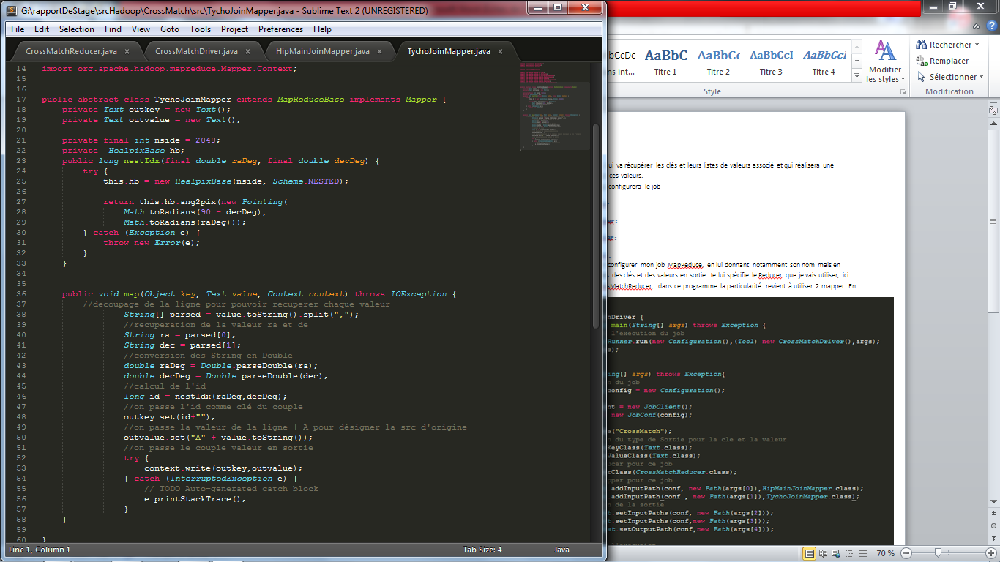 G:\rapportDeStage\srcHadoop\CrossMatch\src\TychoJoinMapper.java - Sublime Text 2 (UNREGISTERED)
File Edit Selection Find View Goto Tools Project Preferences Help
CrossMatchReducer.java × CrossMatchDriver.java × HipMainJoinMapper.java × TychoJoinMapper.java ×
14 import org.apache.hadoop.mapreduce.Mapper.Context;
15
16
17 public abstract class TychoJoinMapper extends MapReduceBase implements Mapper {
18 private Text outkey = new Text();
19 private Text outvalue = new Text();
20
21 private final int nside = 2048;
22 private HealpixBase hb;
23 public long nestIdx(final double raDeg, final double decDeg) {
24 try {
25 this.hb = new HealpixBase(nside, Scheme.NESTED);
26
27 return this.hb.ang2pix(new Pointing(
28 Math.toRadians(90 - decDeg),
29 Math.toRadians(raDeg)));
30 } catch (Exception e) {
31 throw new Error(e);
32 }
33 }
34
35
36 public void map(Object key, Text value, Context context) throws IOException {
37 //decoupage de la ligne pour pouvoir recuperer chaque valeur
38 String[] parsed = value.toString().split(",");
39 //recuperation de la valeur ra et de
40 String ra = parsed[0];
41 String dec = parsed[1];
42 //conversion des String en Double
43 double raDeg = Double.parseDouble(ra);
44 double decDeg = Double.parseDouble(dec);
45 //calcul de l'id
46 long id = nestIdx(raDeg,decDeg);
47 //on passe l'id comme clé du couple
48 outkey.set(id+"");
49 //on passe la valeur de la ligne + A pour désigner la src d'origine
50 outvalue.set("A" + value.toString());
51 //on passe le couple valeur en sortie
52 try {
53 context.write(outkey,outvalue);
54 } catch (InterruptedException e) {
55 // TODO Auto-generated catch block
56 e.printStackTrace();
57 }
58 }
59
60 }
Line 1, Column 1 Tab Size: 4 Java
AaBbC AaBbCc AaBbCcI AaBbCcI
ns int... Titre 1 Titre 2 Titre 3 Titre 4
Modifier les styles
Rechercher
Remplacer
Sélectionner
Style Modification
ui va récupérer les clés et leurs listes de valeurs associé et qui réalisera une
ces valeurs.
configurera le job
:
er:
er:
:
configurer mon job MapReduce, en lui donnant notamment son nom mais en
s des clés et des valeurs en sortie. Je lui spécifie le Reducer que je vais utiliser, ici
ssMatchReducer, dans ce programme la particularité revient à utiliser 2 mapper. En
hDriver {
main(String[] args) throws Exception {
l'execution du job
Runner.run(new Configuration(),(Tool) new CrossMatchDriver(),args);
s);
ing[] args) throws Exception{
n du job
config = new Configuration();
nt = new JobClient();
new JobConf(config);
e("CrossMatch");
n du type de Sortie pour la cle et la valeur
KeyClass(Text.class);
ValueClass(Text.class);
ucer pour ce job
rClass(CrossMatchReducer.class);
pper pour ce job
.addInputPath(conf, new Path(args[0]),HipMainJoinMapper.class);
.addInputPath(conf , new Path(args[1]),TychoJoinMapper.class);
n de la sortie
t.setInputPaths(conf, new Path(args[2]));
t.setInputPaths(conf,new Path(args[3]));
at.setOutputPath(conf,new Path(args[4]));
70 %